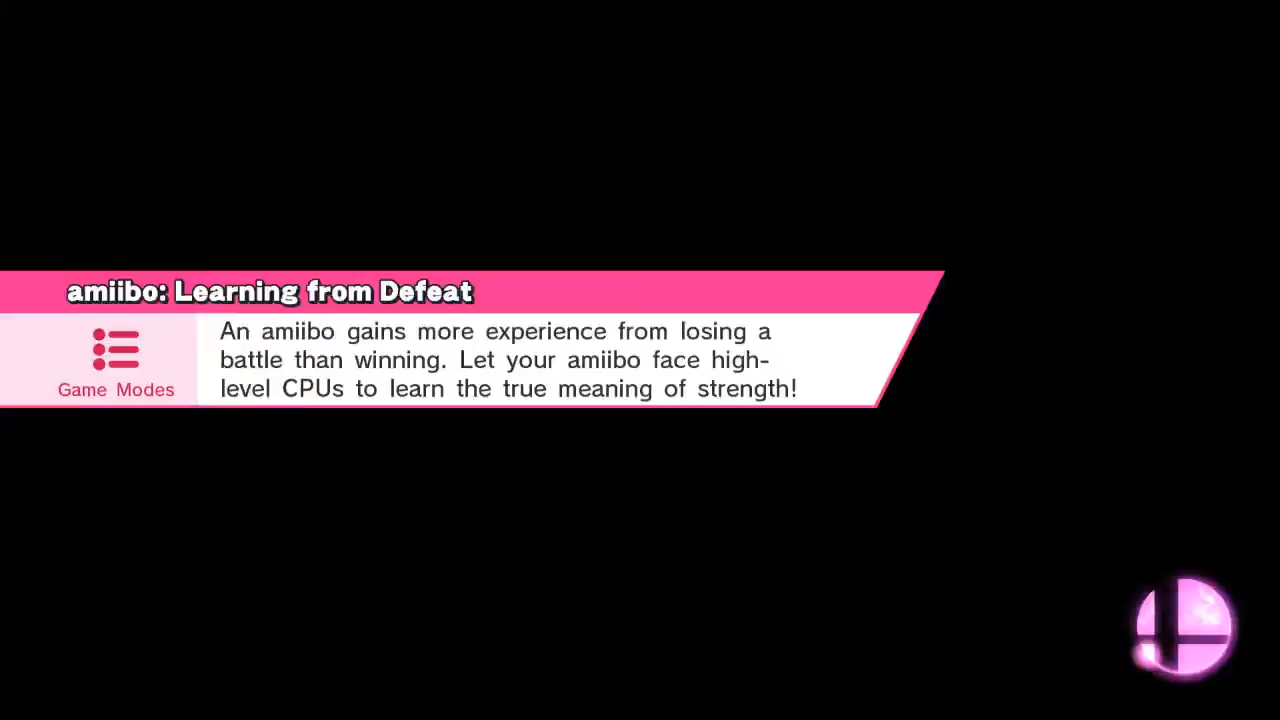 amiibo: Learning from Defeat
An amiibo gains more experience from losing a
battle than winning. Let your amiibo face high-
level CPUs to learn the true meaning of strength!
Game Modes